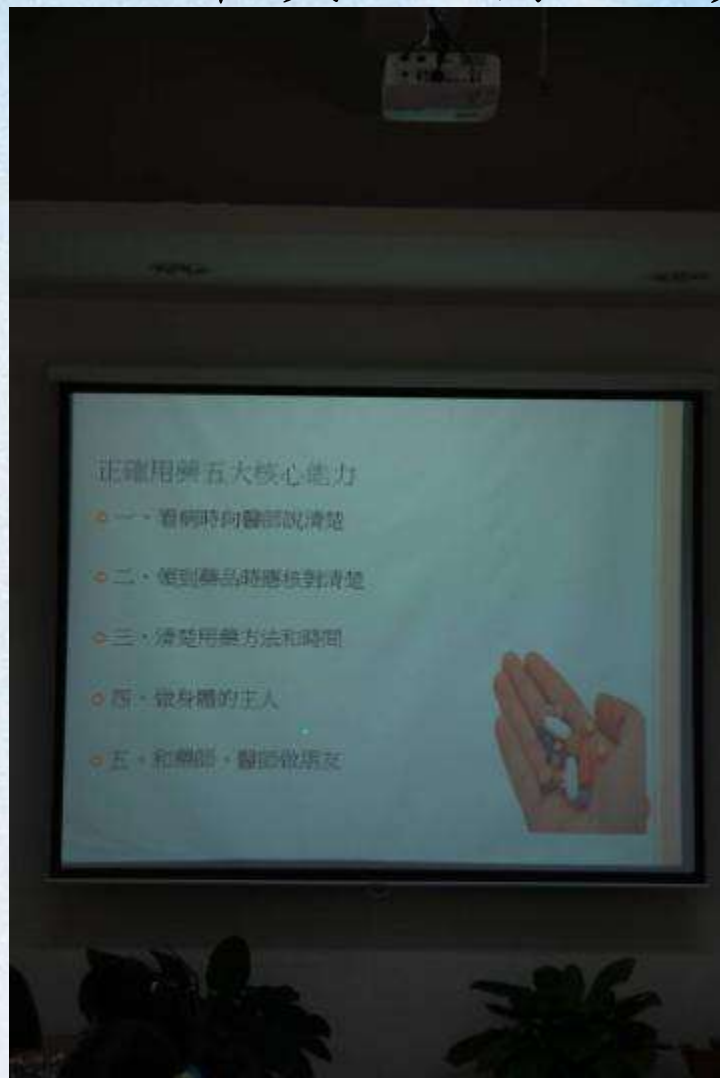 正確用藥五大核心能力
一、看病時向醫師說清楚
二、領到藥品時應核對清楚
三、清楚用藥方法和時間
四、做身體的主人
五、和藥師、醫師做朋友